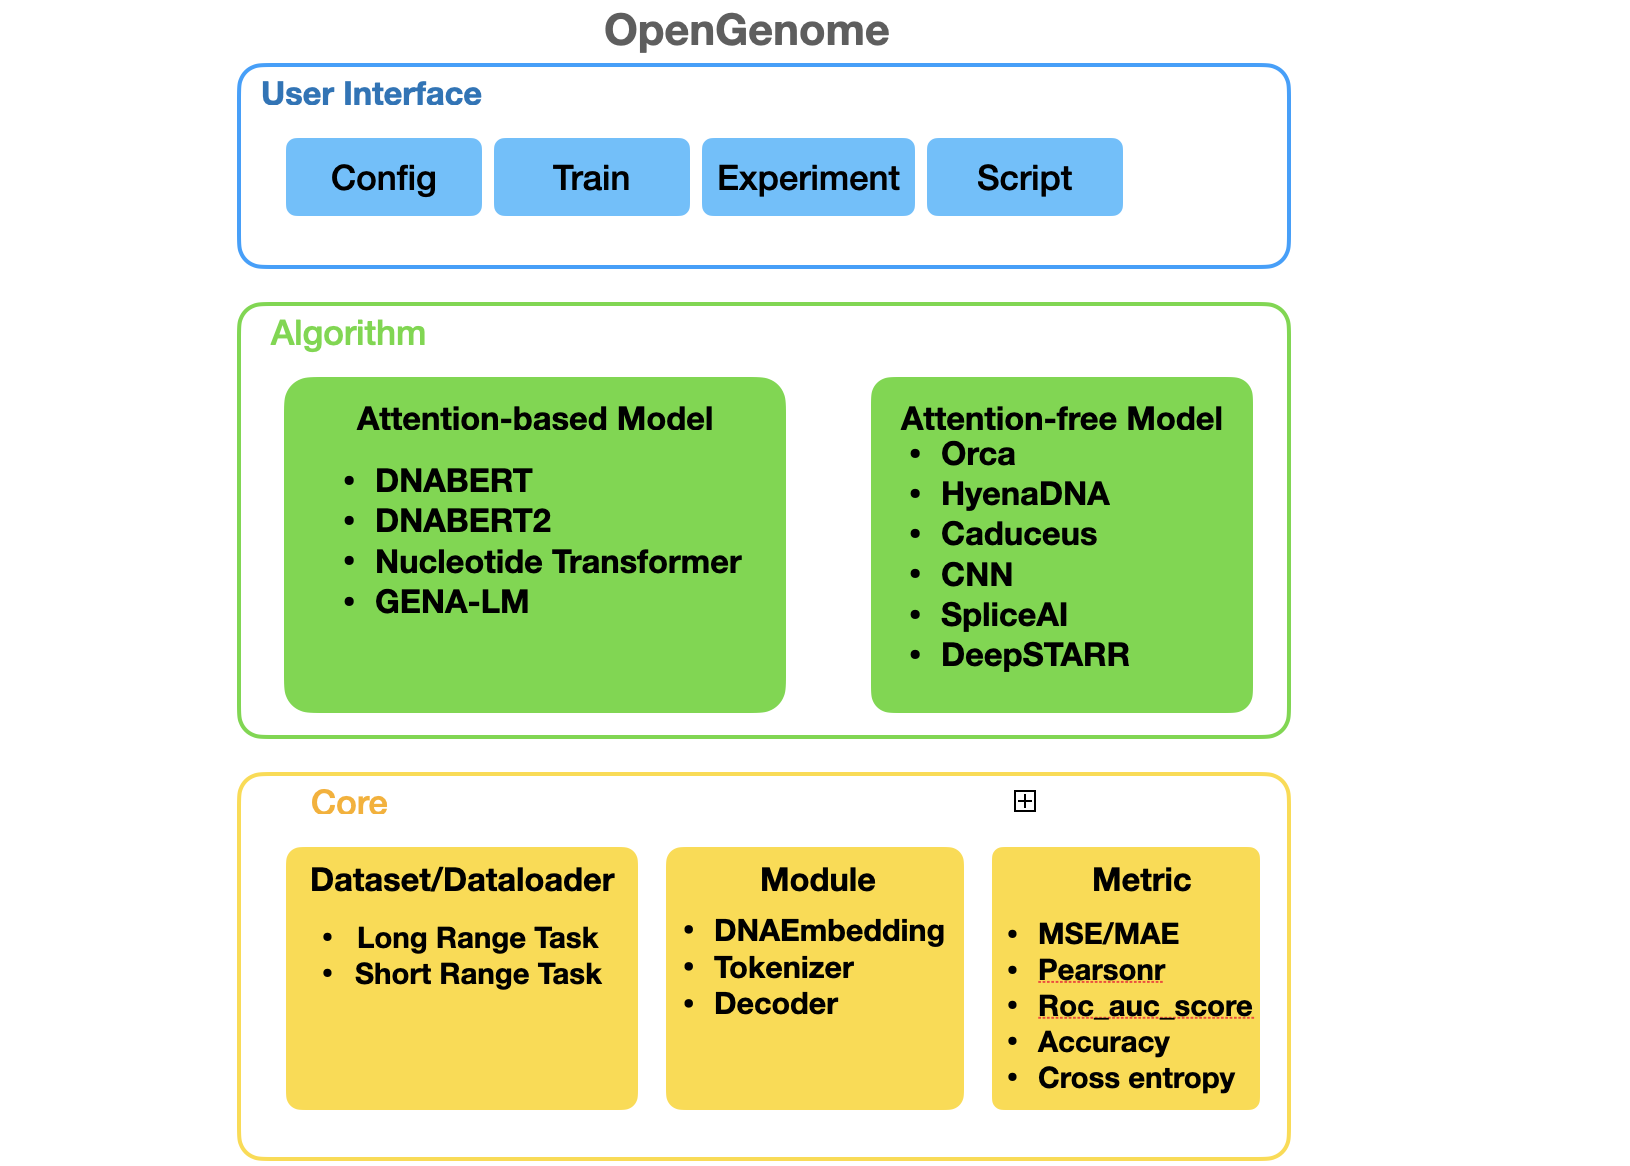 OpenGenome
User Interface
Config
Train
Experiment
Script
Algorithm
Attention-based Model
• DNABERT
• DNABERT2
• Nucleotide Transformer
• GENA-LM
Attention-free Model
• Orca
• HyenaDNA
• Caduceus
• CNN
• SpliceAI
• DeepSTARR
Core
Dataset/Dataloader
• Long Range Task
• Short Range Task
Module
• DNAEmbedding
• Tokenizer
• Decoder
Metric
• MSE/MAE
• Pearsonr
• Roc_auc_score
• Accuracy
• Cross entropy